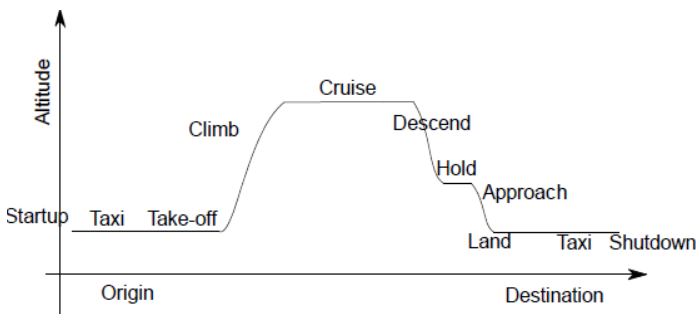 Altitude
Cruise
Climb
Descend
Hold
Approach
Startup Taxi Take-off
Land Taxi Shutdown
Origin
Destination